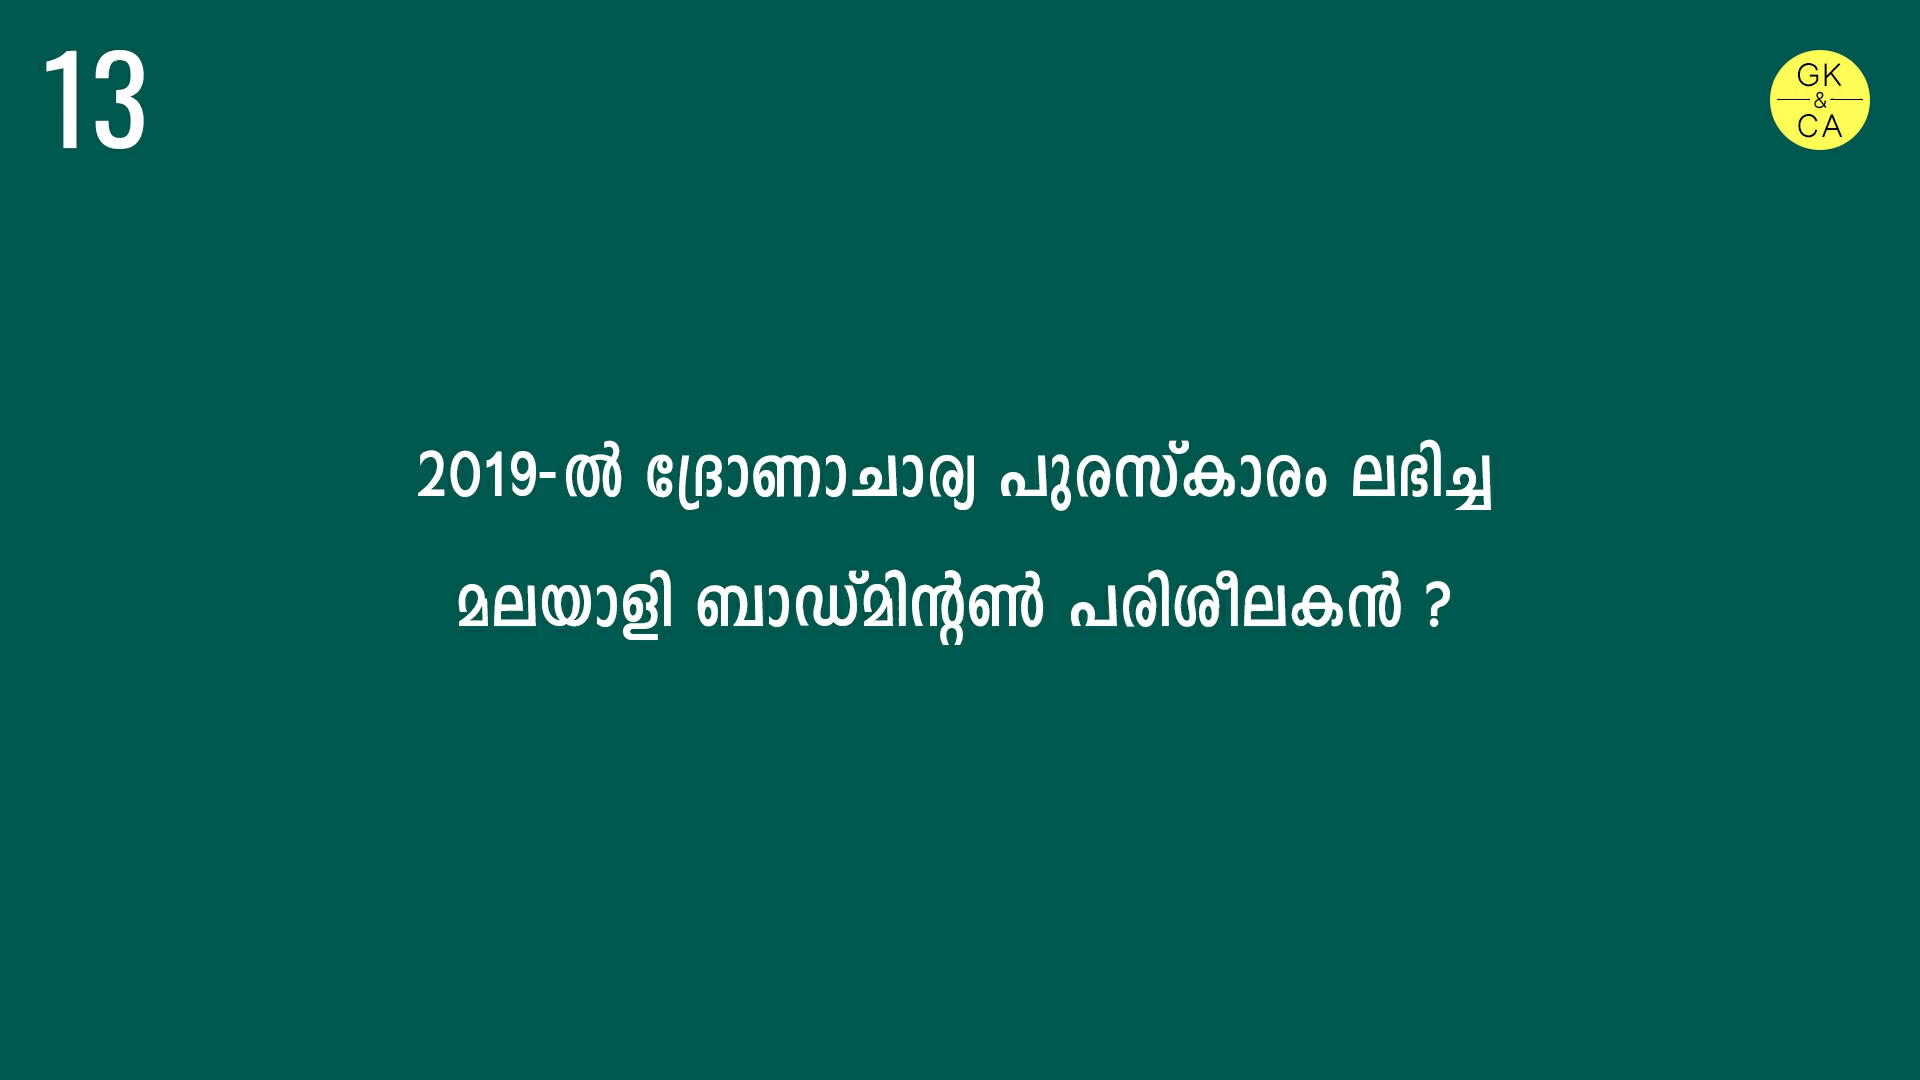 13
GK
&
CA
2019-ൽ ദ്രോണാചാര്യ പുരസ്കാരം ലഭിച്ച
മലയാളി ബാഡ്മിന്റൺ പരിശീലകൻ ?